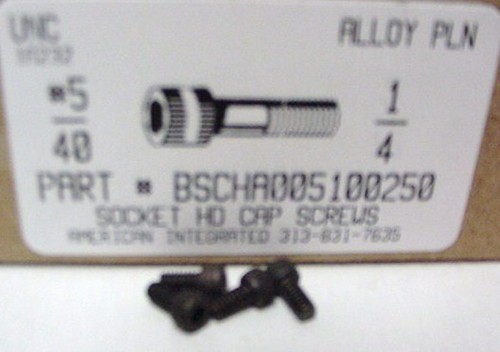 UNC ALLOY PLN
#5
40
1
4
PART # BSCHA005100250
SOCKET HD CAP SCREWS
AMERICAN INTEGRATED 313-831-7635